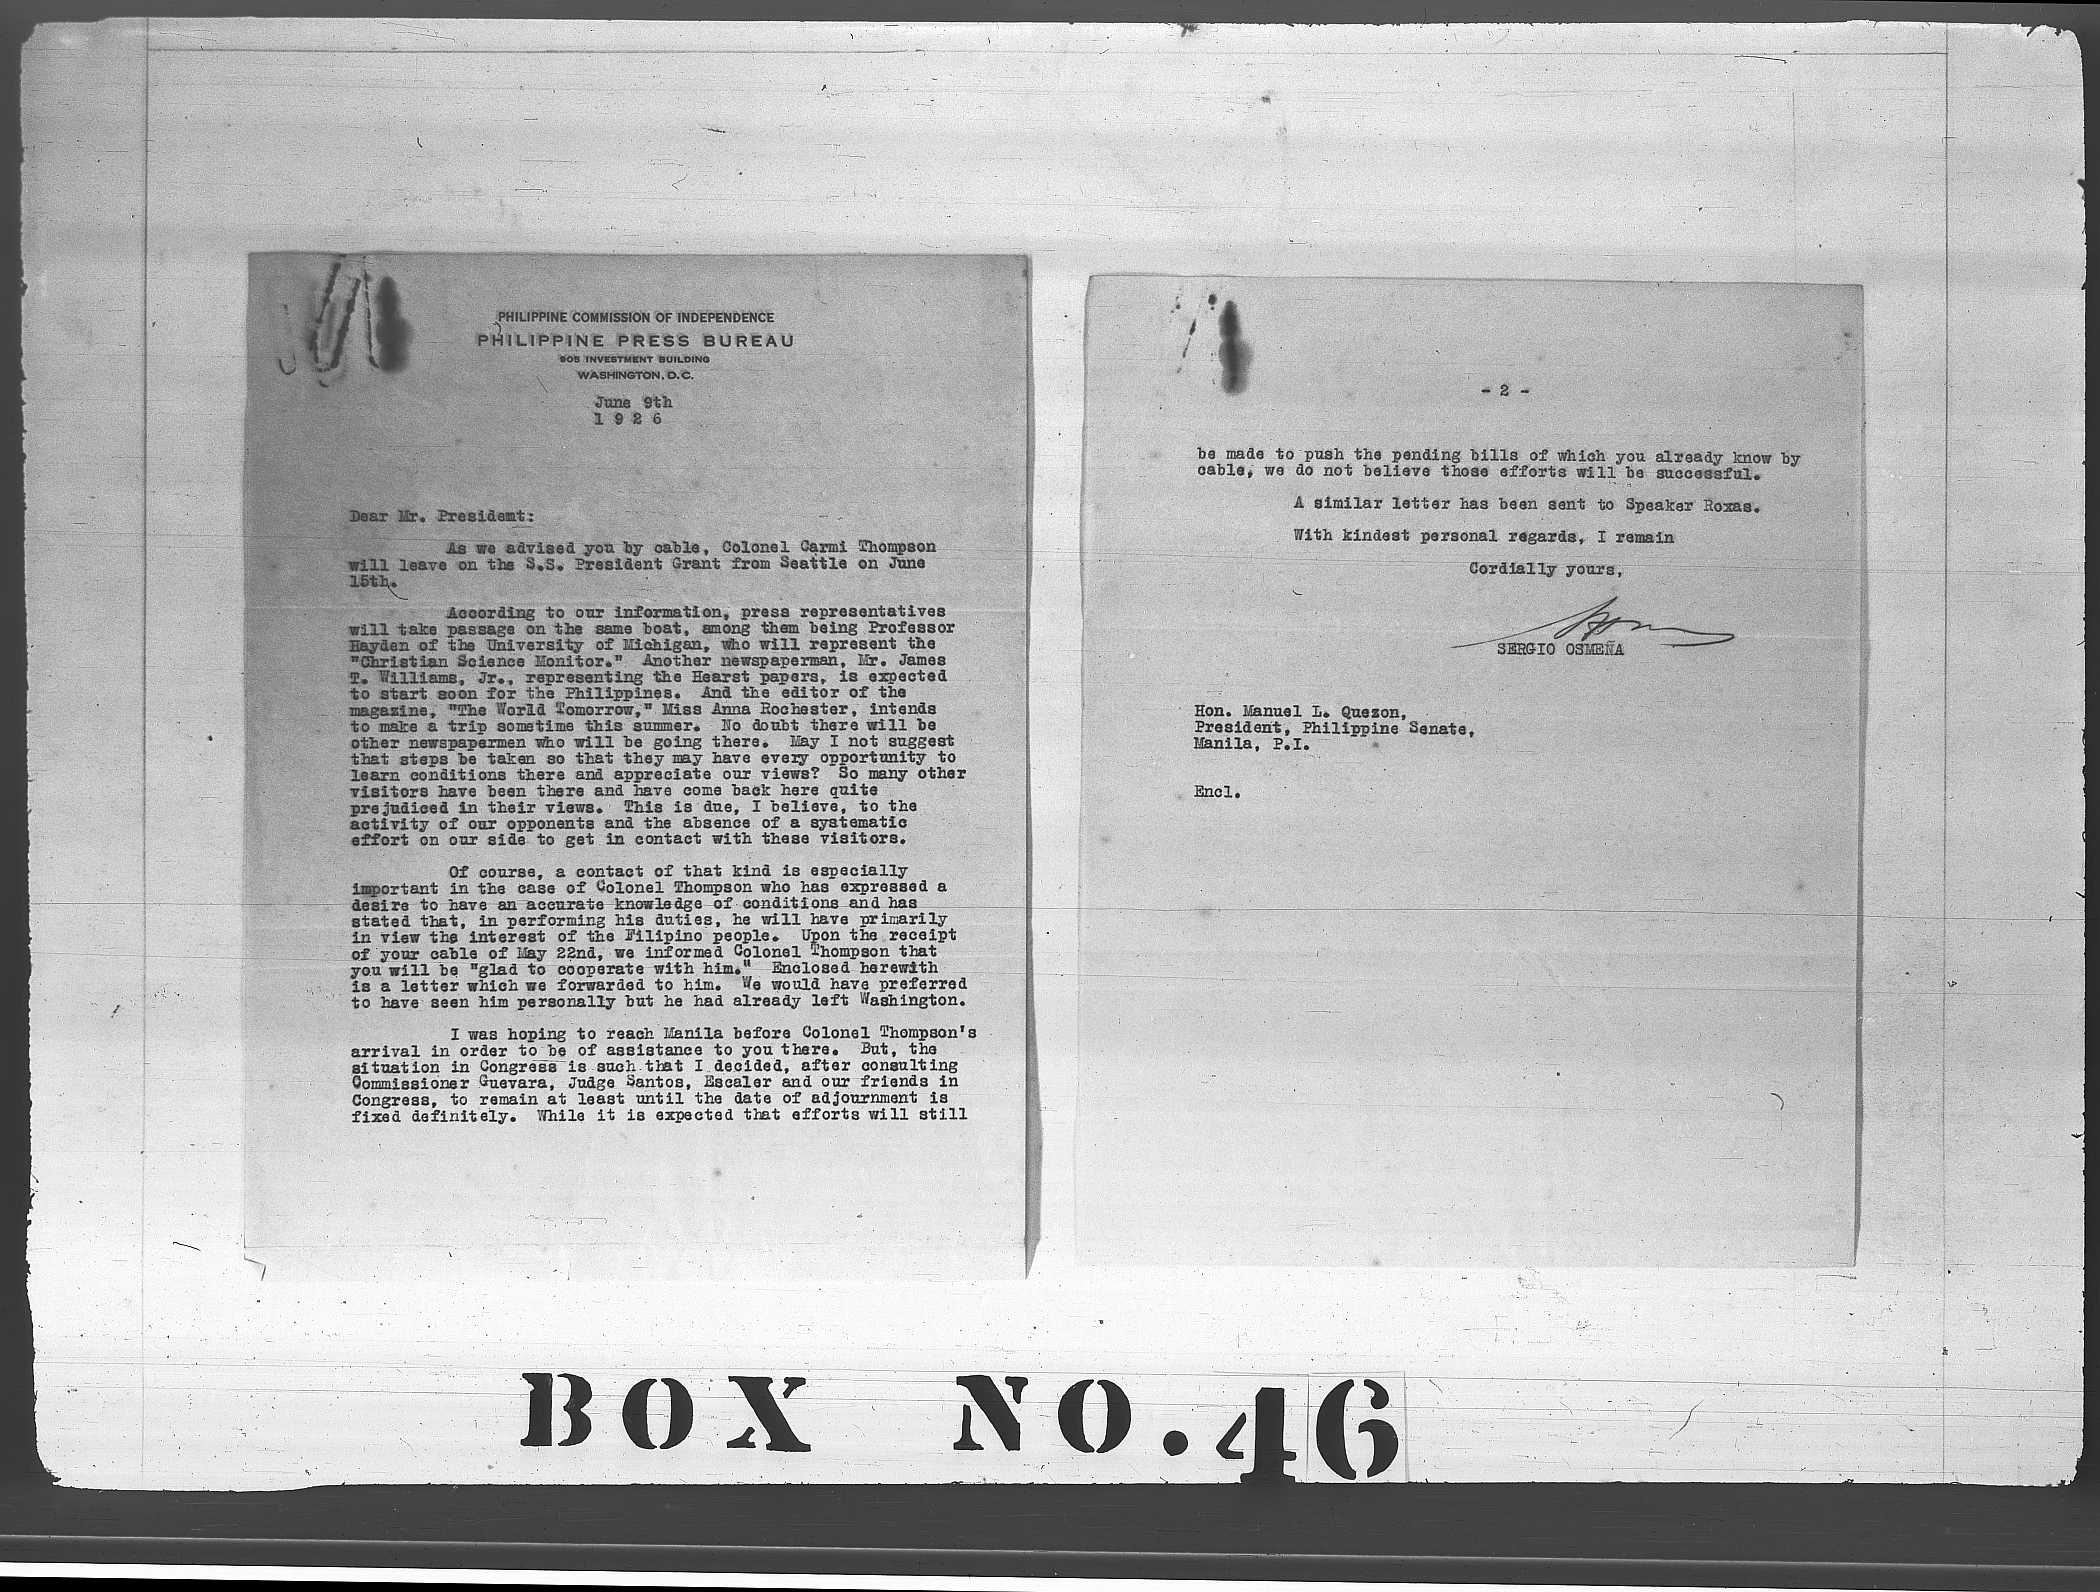 PHILIPPINE COMMISSION OF INDEPENDENCE
PHILIPPINE PRESS BUREAU
905 INVESTMENT BUILDING
WASHINGTON, D.C.
June 9th
1926
Dear Mr. President:
As we advised you by cable, Colonel Carmi Thompson
will leave on the S.S. President Grant from Seattle on June
15th.
According to our information, press representatives
will take passage on the same boat, among them being Professor
Hayden of the University of Michigan, who will represent the
"Christian Science Monitor." Another newspaperman, Mr. James
T. Williams, Jr., representing the Hearst papers, is expected
to start soon for the Philippines. And the editor of the
magazine, "The World Tomorrow," Miss Anna Rochester, intends
to make a trip sometime this summer. No doubt there will be
other newspapermen who will be going there. May I not suggest
that steps be taken so that they may have every opportunity to
learn conditions there and appreciate our views? So many other
visitors have been there and have come back here quite
prejudiced in their views. This is due, I believe, to the
activity of our opponents and the absence of a systematic
effort on our side to get in contact with these visitors.
Of course, a contact of that kind is especially
important in the case of Colonel Thompson who has expressed a
desire to have an accurate knowledge of conditions and has
stated that, in performing his duties, he will have primarily
in view the interest of the Filipino people. Upon the receipt
of your cable of May 22nd, we informed Colonel Thompson that
you will be "glad to cooperate with him." Enclosed herewith
is a letter which we forwarded to him. We would have preferred
to have seen him personally but he had already left Washington.
I was hoping to reach Manila before Colonel Thompson's
arrival in order to be of assistance to you there. But, the
situation in Congress is such that I decided, after consulting
Commissioner Guevara, Judge Santos, Escaler and our friends in
Congress, to remain at least until the date of adjournment is
fixed definitely. While it is expected that efforts will still
- 2 -
be made to push the pending bills of which you already know by
cable, we do not believe those efforts will be successful.
A similar letter has been sent to Speaker Roxas.
With kindest personal regards, I remain
Cordially yours,
SERGIO OSMEÑA
Hon. Manuel L. Quezon,
President, Philippine Senate,
Manila, P.I.
Encl.
BOX NO. 46